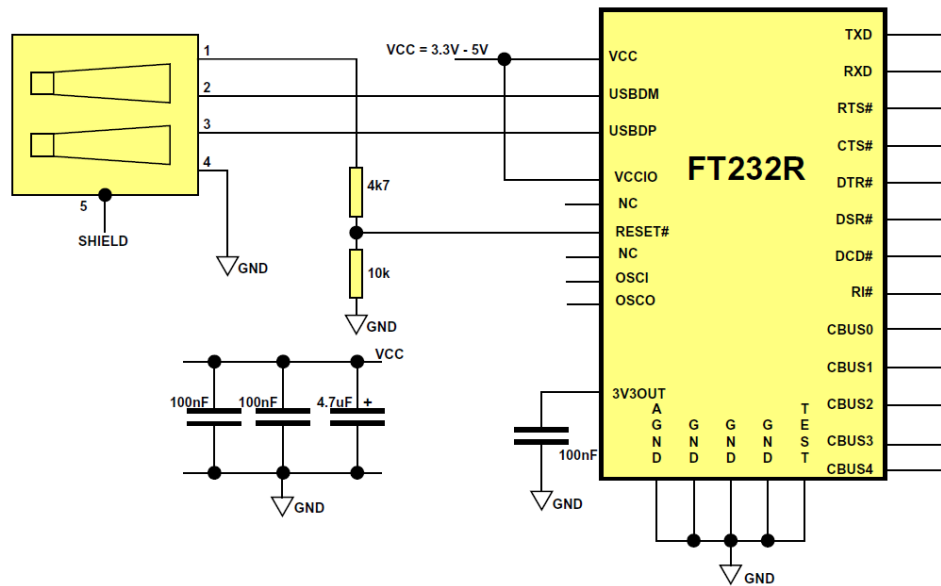 1
2
3
4
5
SHIELD
GND
4k7
10k
GND
VCC = 3.3V - 5V
FT232R
VCC
USBDM
USBDP
VCCIO
NC
RESET#
NC
OSCI
OSCO
3V3OUT
AGND
GND
GND
GND
TEST
TXD
RXD
RTS#
CTS#
DTR#
DSR#
DCD#
RI#
CBUS0
CBUS1
CBUS2
CBUS3
CBUS4
VCC
100nF
100nF
4.7uF +
GND
100nF
GND
GND